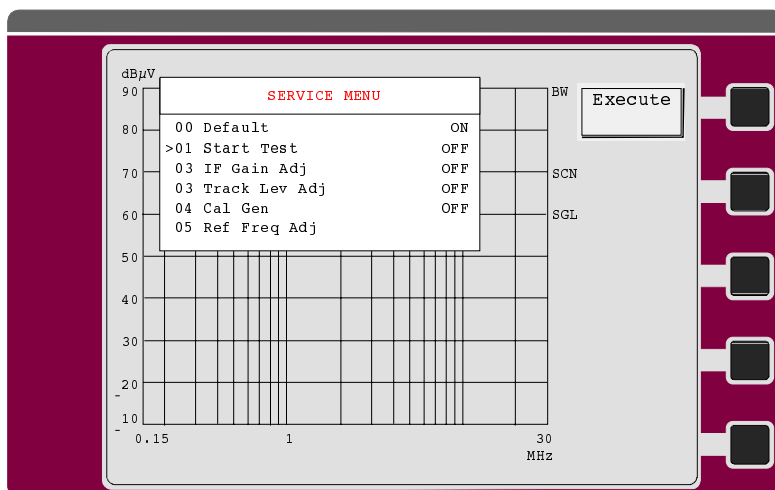 dBµV
SERVICE MENU
00 Default ON
>01 Start Test OFF
03 IF Gain Adj OFF
03 Track Lev Adj OFF
04 Cal Gen OFF
05 Ref Freq Adj
90
80
70
60
50
40
30
20
10
0.15 1 30
MHz
BW
SCN
SGL
Execute